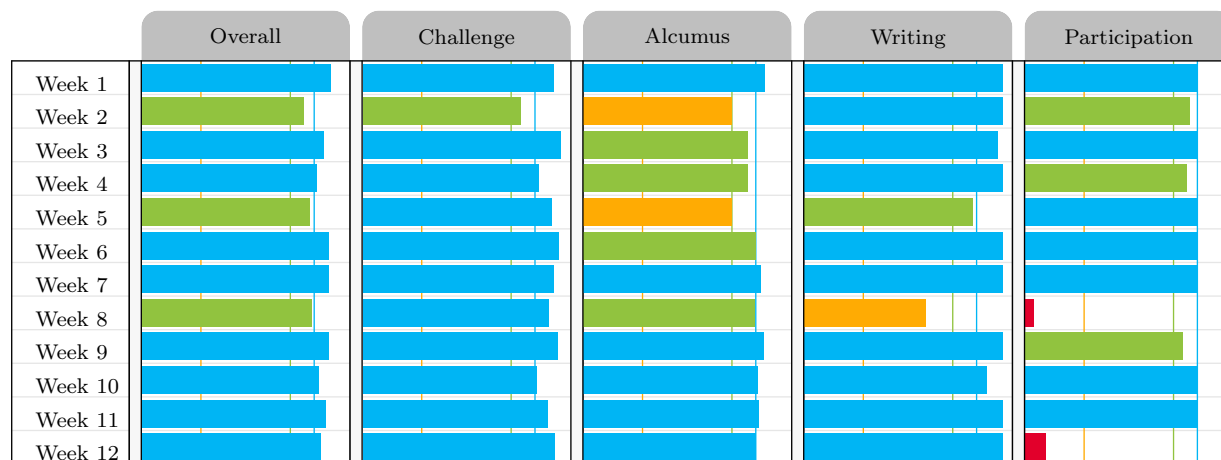 Overall Challenge Alcumus Writing Participation
Week 1
Week 2
Week 3
Week 4
Week 5
Week 6
Week 7
Week 8
Week 9
Week 10
Week 11
Week 12